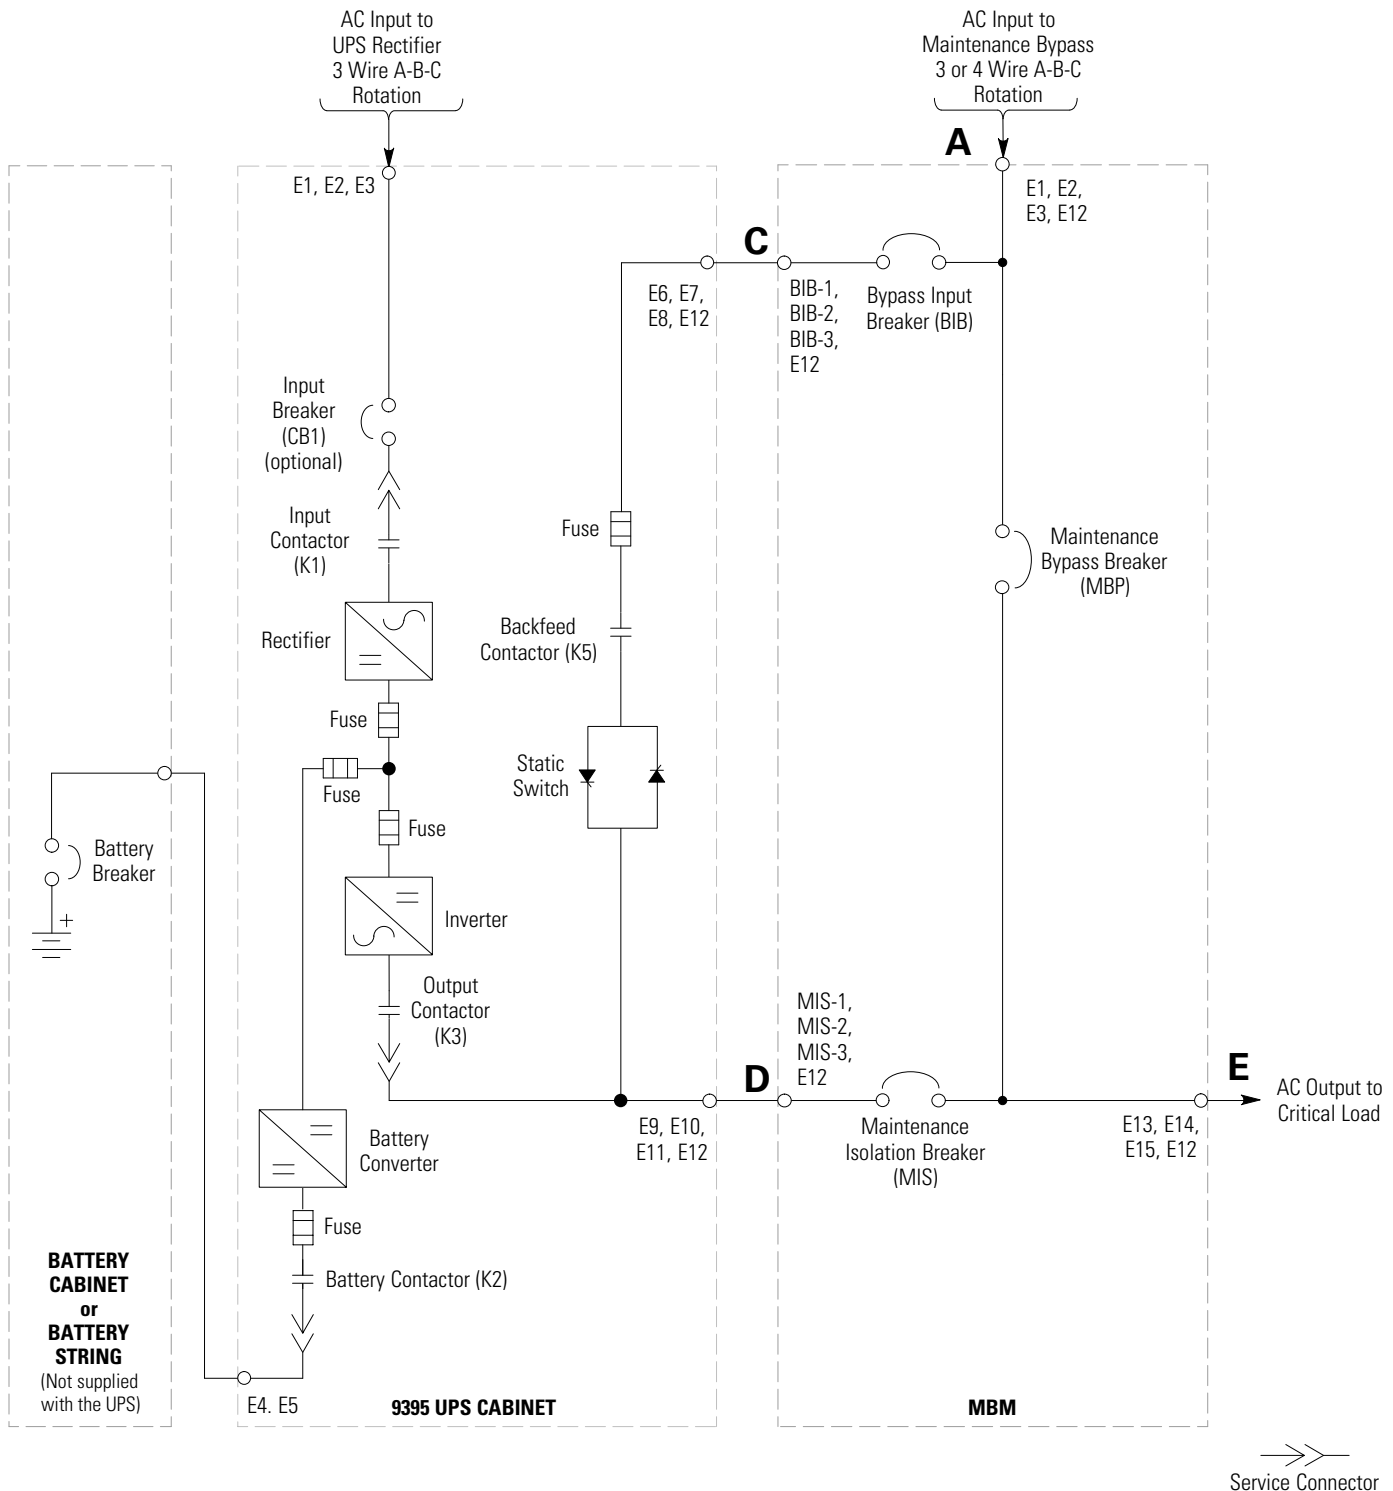 AC Input to
UPS Rectifier
3 Wire A-B-C
Rotation
AC Input to
Maintenance Bypass
3 or 4 Wire A-B-C
Rotation
A
E1, E2, E3
E1, E2,
E3, E12
C
E6, E7,
E8, E12
BIB-1,
BIB-2,
BIB-3,
E12
Bypass Input
Breaker (BIB)
Input
Breaker
(CB1)
(optional)
Input
Contactor
(K1)
Fuse
Maintenance
Bypass Breaker
(MBP)
Rectifier
Backfeed
Contactor (K5)
Fuse
Fuse
Static
Switch
Fuse
Battery
Breaker
+
Inverter
Output
Contactor
(K3)
MIS-1,
MIS-2,
MIS-3,
E12
D
E
AC Output to
Critical Load
E9, E10,
E11, E12
Maintenance
Isolation Breaker
(MIS)
E13, E14,
E15, E12
Battery
Converter
Fuse
Battery Contactor (K2)
BATTERY
CABINET
or
BATTERY
STRING
(Not supplied
with the UPS)
E4. E5
9395 UPS CABINET
MBM
Service Connector